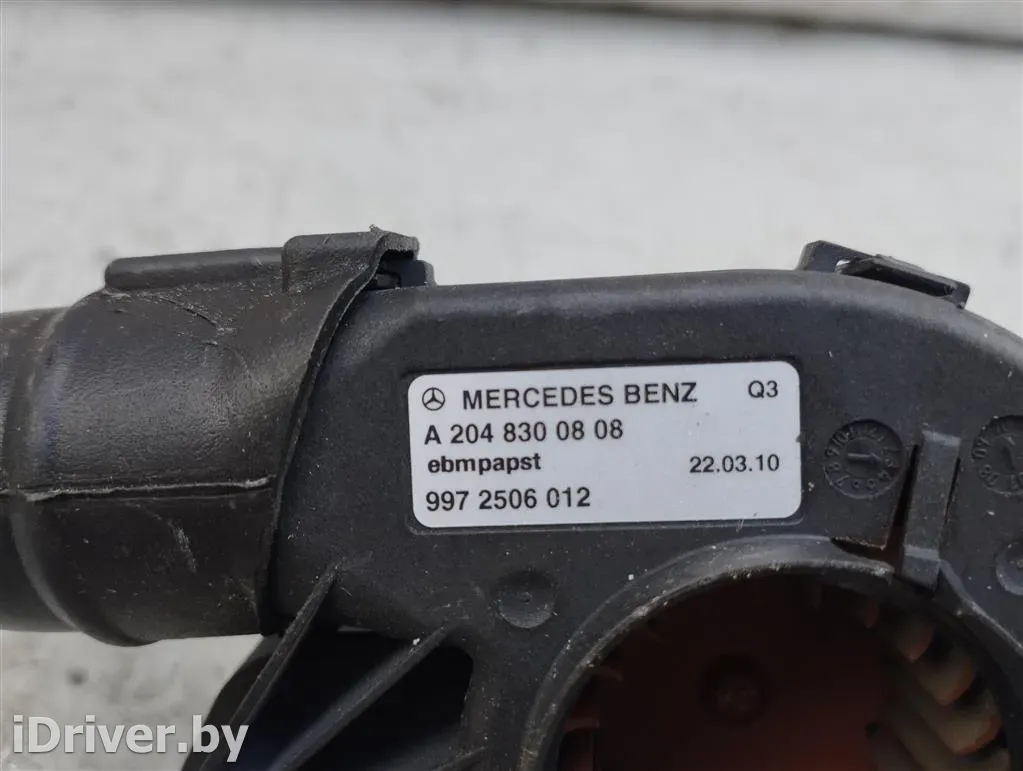 MERCEDES BENZ Q3
A 204 830 08 08
ebmpapst 22.03.10
997 2506 012
iDriver.by